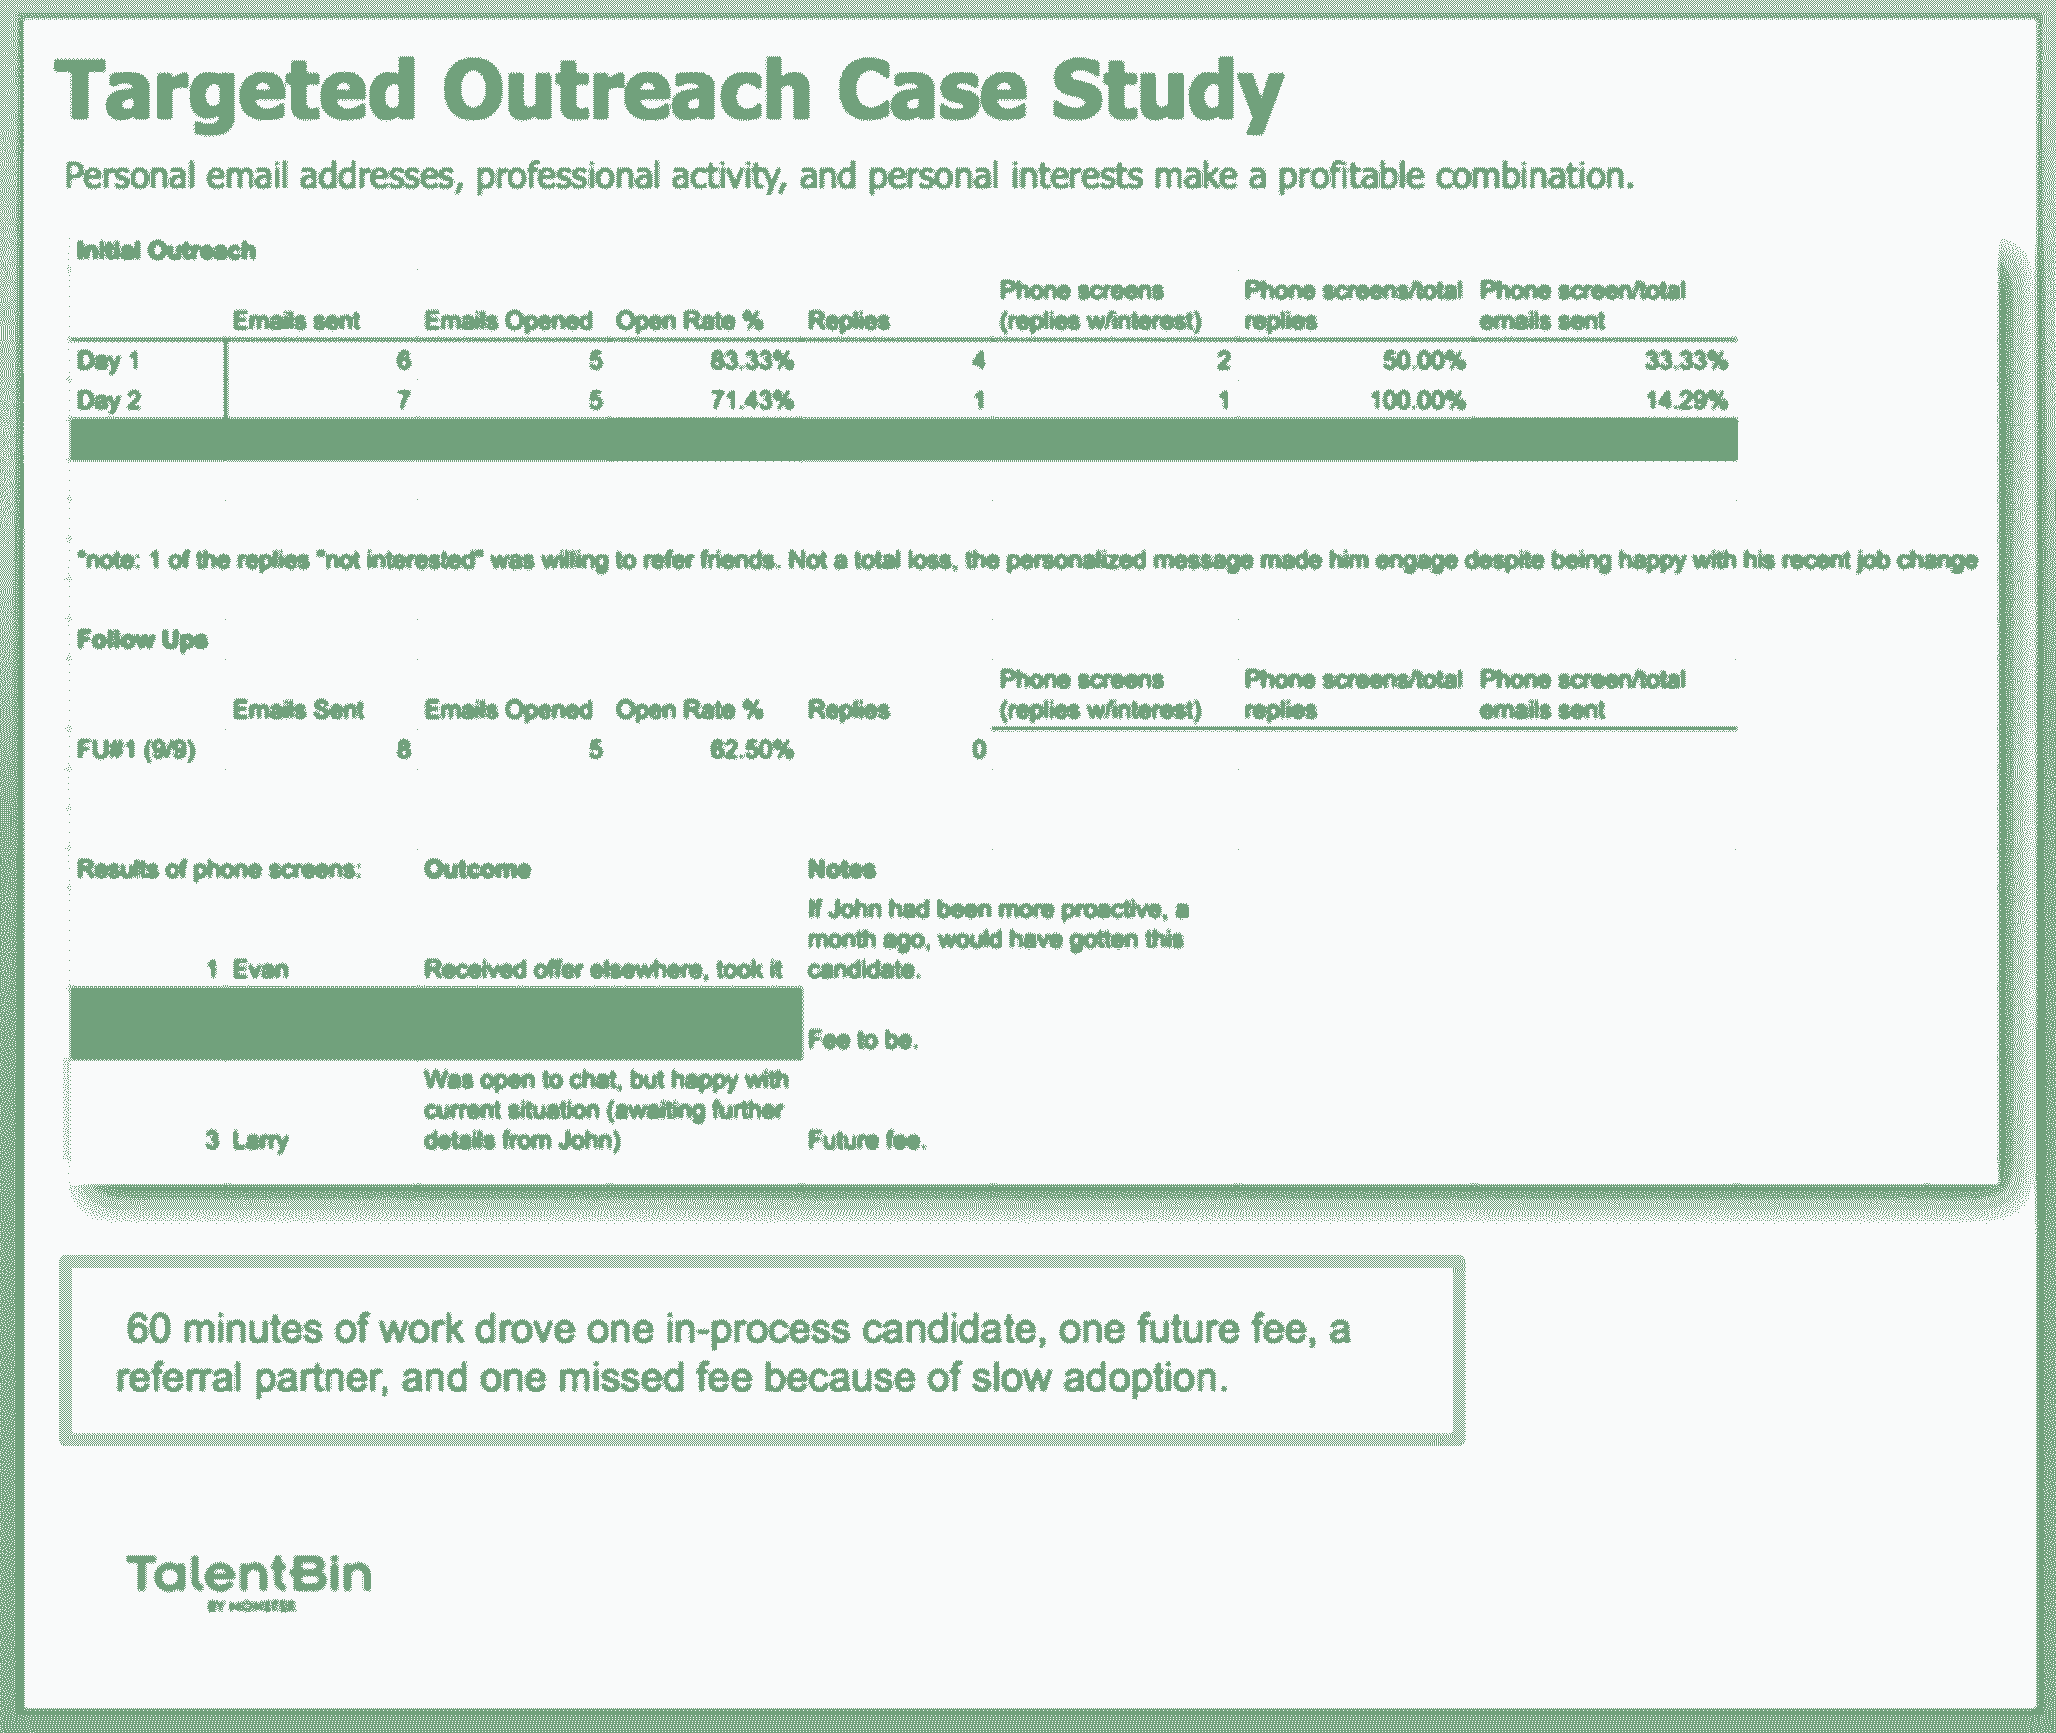 Targeted Outreach Case Study
Personal email addresses, professional activity, and personal interests make a profitable combination.
Initial Outreach
Emails sent Emails Opened Open Rate % Replies Phone screens (replies w/interest) Phone screens/total replies Phone screen/total emails sent
Day 1 6 5 83.33% 4 2 50.00% 33.33%
Day 2 7 5 71.43% 1 1 100.00% 14.29%
*note: 1 of the replies "not interested" was willing to refer friends. Not a total loss, the personalized message made him engage despite being happy with his recent job change
Follow Ups
Emails Sent Emails Opened Open Rate % Replies Phone screens (replies w/interest) Phone screens/total replies Phone screen/total emails sent
FU#1 (9/9) 8 5 62.50% 0
Results of phone screens: Outcome Notes
1 Evan Received offer elsewhere, took it If John had been more proactive, a month ago, would have gotten this candidate.
Fee to be.
3 Larry Was open to chat, but happy with current situation (awaiting further details from John) Future fee.
60 minutes of work drove one in-process candidate, one future fee, a
referral partner, and one missed fee because of slow adoption.
TalentBin
BY MONSTER